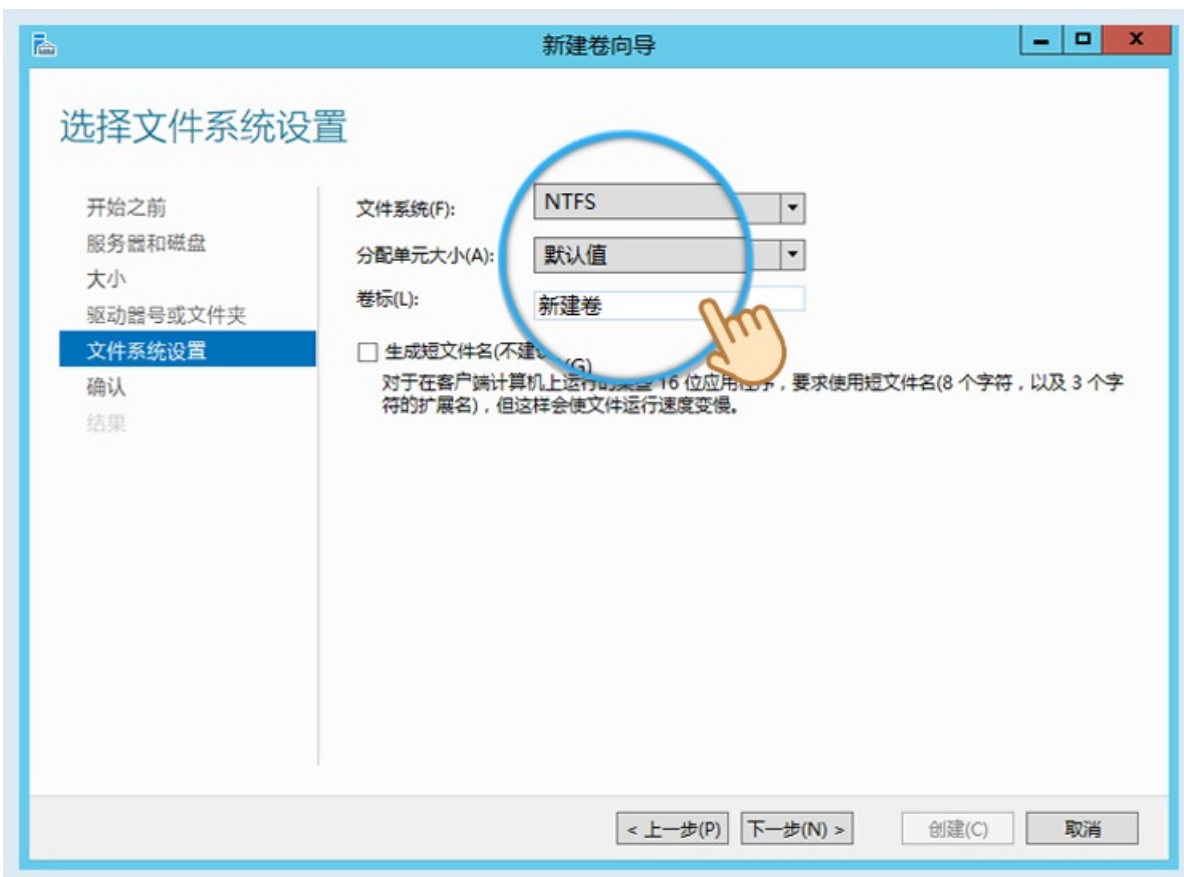 新建卷向导
选择文件系统设置
开始之前
服务器和磁盘
大小
驱动器号或文件夹
文件系统设置
确认
结果
文件系统(F):
NTFS
分配单元大小(A):
默认值
卷标(L):
新建卷
生成短文件名(不建 (G)
对于在客户端计算机上运行的某些 16 位应用程序，要求使用短文件名(8 个字符，以及 3 个字
符的扩展名)，但这样会使文件运行速度变慢。
< 上一步(P)
下一步(N) >
创建(C)
取消